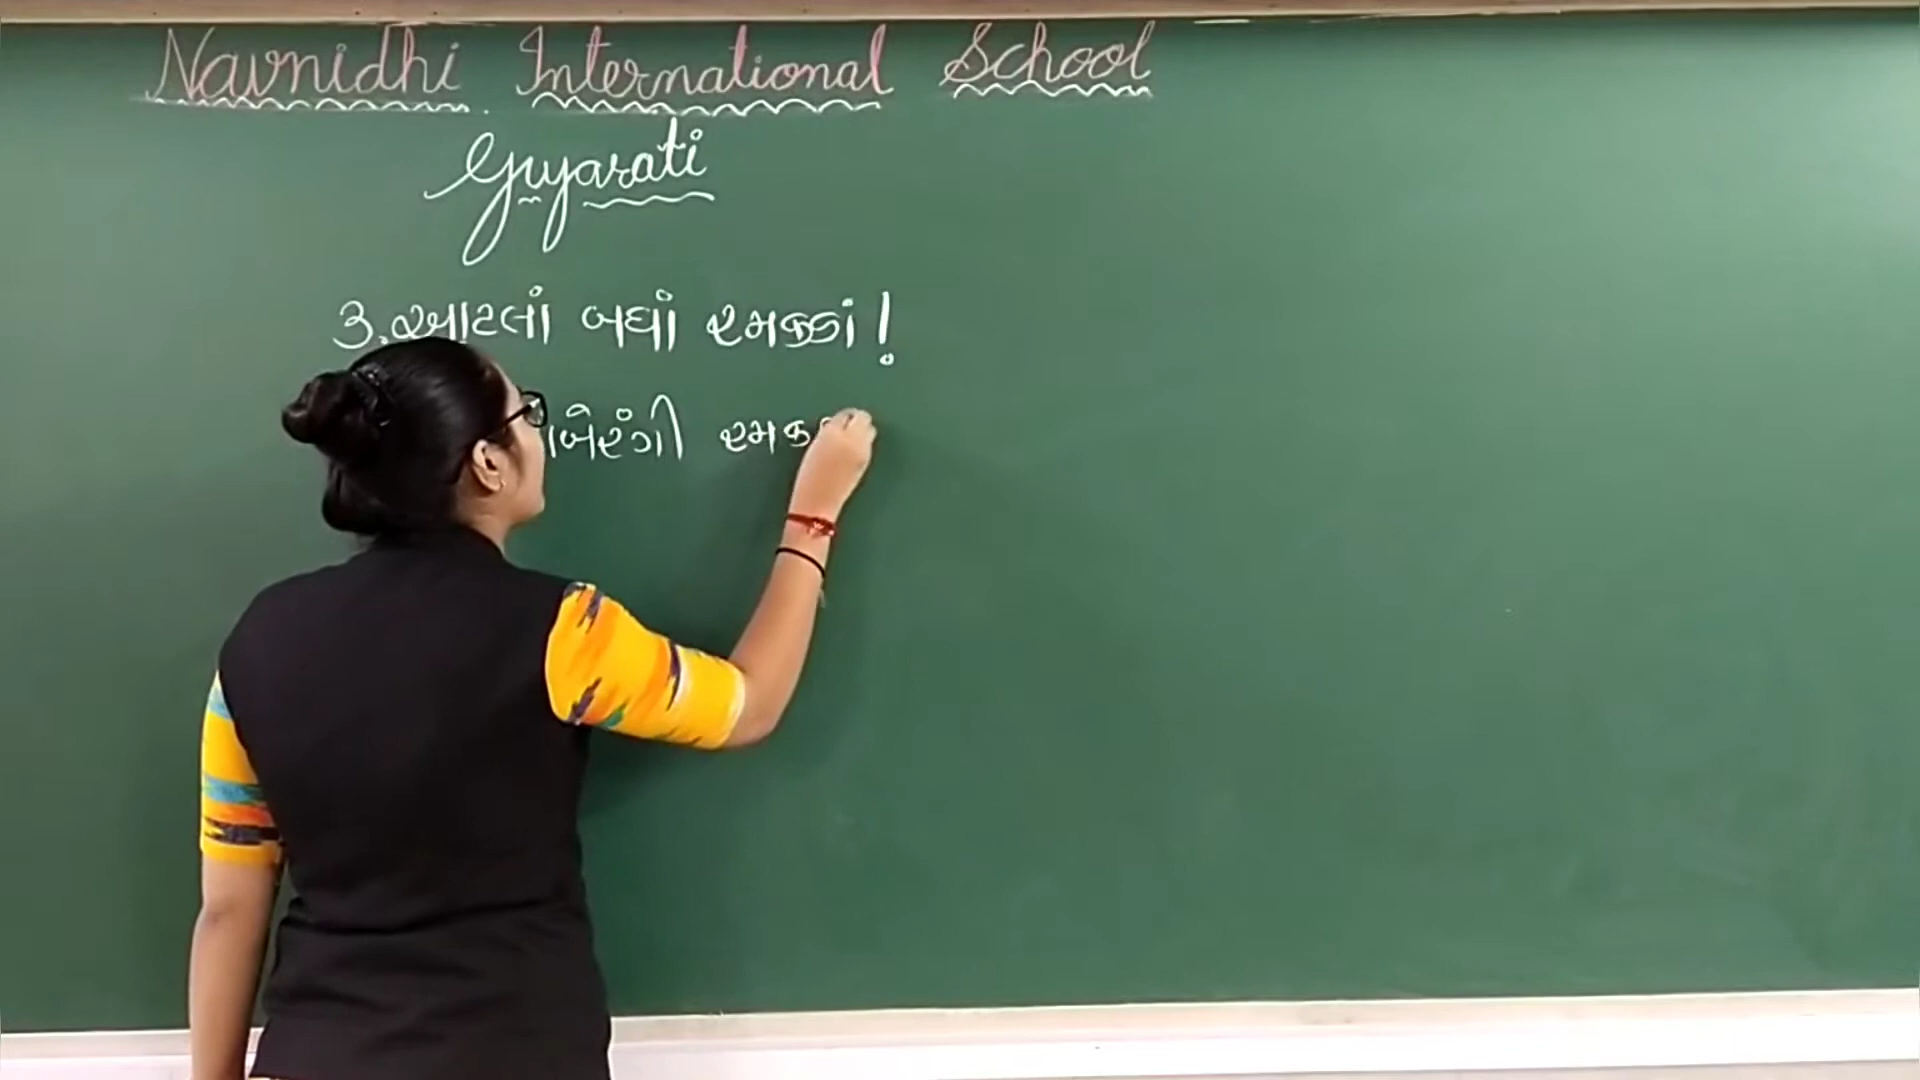 Navnidhi International School
Gujarati
૩. આટલાં બધાં રમકડાં!
રમક